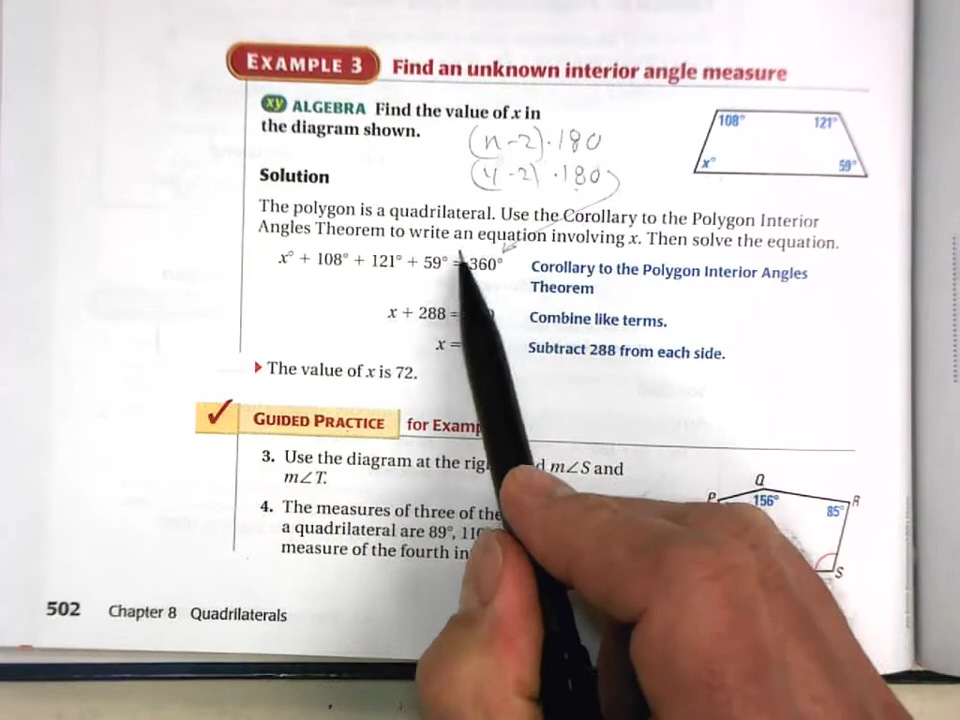 EXAMPLE 3 Find an unknown interior angle measure
xy ALGEBRA Find the value of x in
the diagram shown.
(n-2)·180
(4-2)·180
108° 121°
x° 59°
Solution
The polygon is a quadrilateral. Use the Corollary to the Polygon Interior
Angles Theorem to write an equation involving x. Then solve the equation.
x° + 108° + 121° + 59° = 360° Corollary to the Polygon Interior Angles
Theorem
x + 288 = Combine like terms.
x = Subtract 288 from each side.
The value of x is 72.
GUIDED PRACTICE for
3. Use the diagram at the m∠S and
m∠T.
4. The measures of three of the
a quadrilateral are 89°,
measure of the fourth
P Q R
156° 85°
S
502 Chapter 8 Quadrilaterals